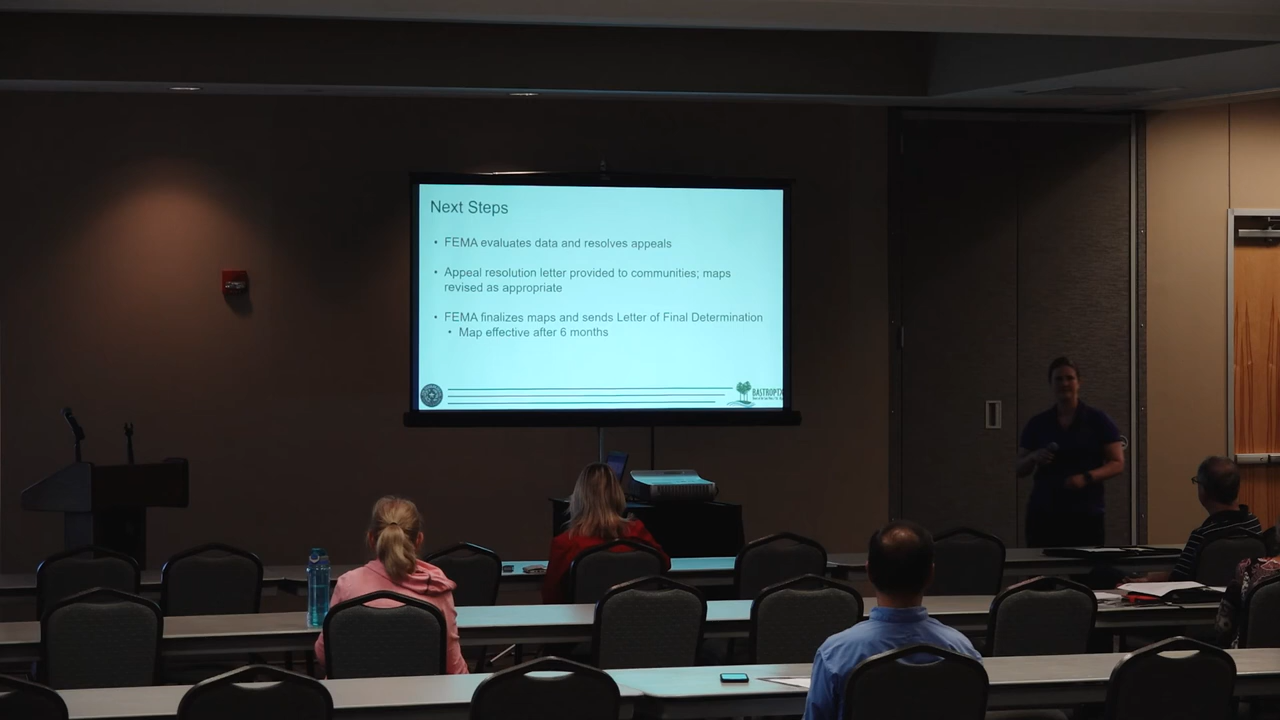 Next Steps
• FEMA evaluates data and resolves appeals
• Appeal resolution letter provided to communities; maps
revised as appropriate
• FEMA finalizes maps and sends Letter of Final Determination
• Map effective after 6 months
BASTROPTX